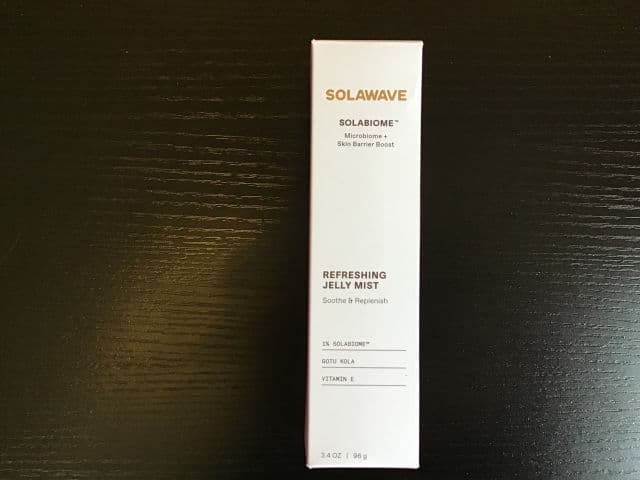 SOLAWAVE
SOLABIOME™
Microbiome +
Skin Barrier Boost
REFRESHING
JELLY MIST
Soothe & Replenish
1% SOLABIOME™
GOTU KOLA
VITAMIN E
3.4 OZ | 96 g